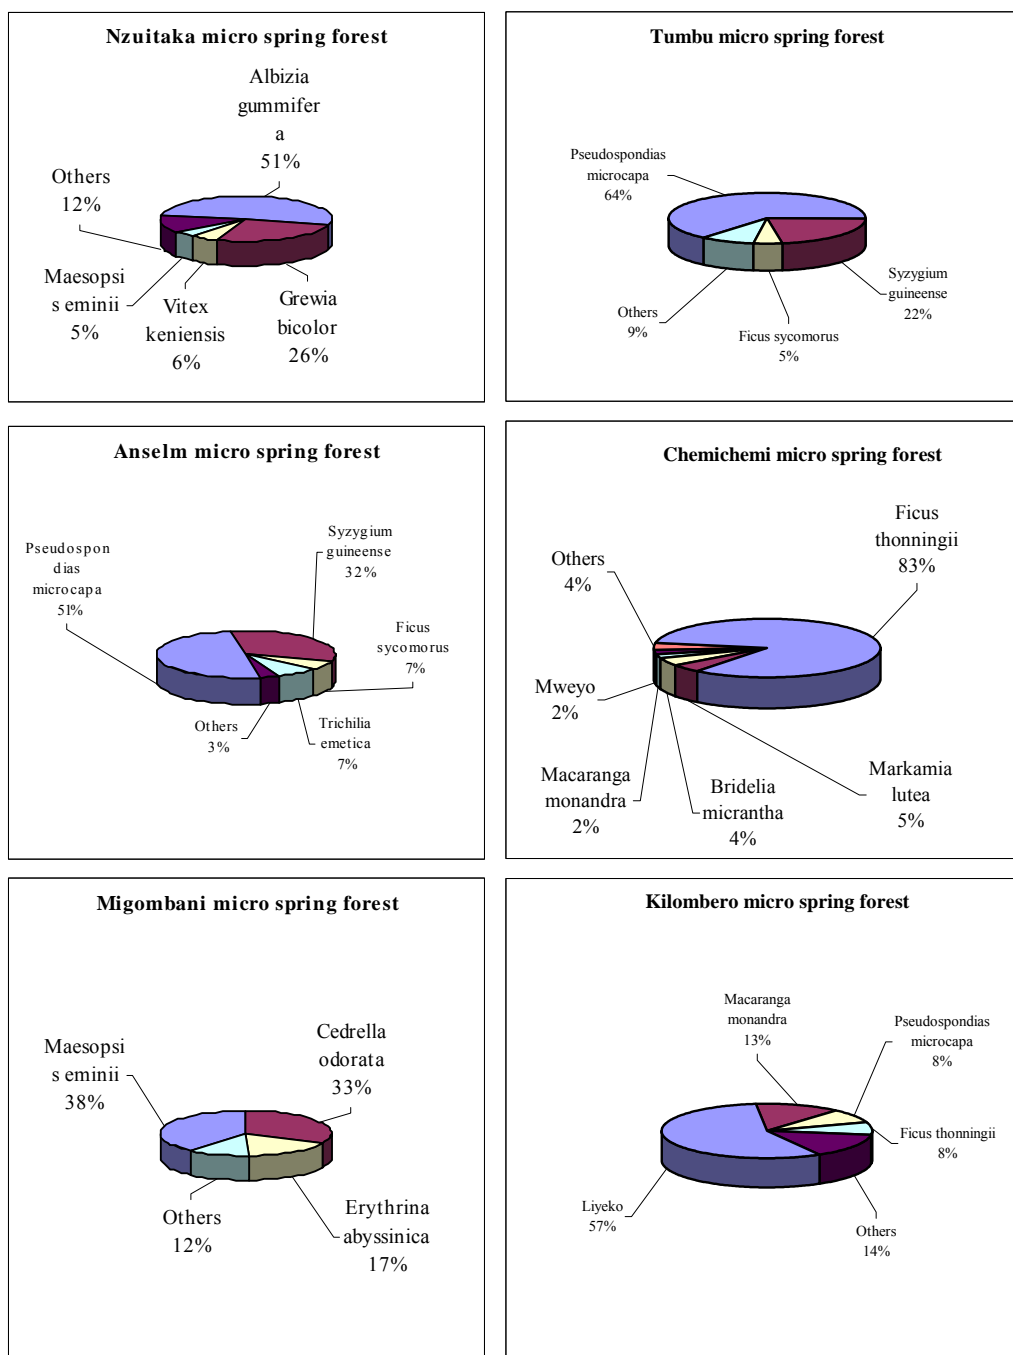 Nzuitaka micro spring forest
Albizia
gummifer
a
51%
Others
12%
Maesopsi
s eminii
5%
Vitex
keniensis
6%
Grewia
bicolor
26%
Tumbu micro spring forest
Pseudospondias
microcapa
64%
Syzygium
guineense
22%
Others
9%
Ficus sycomorus
5%
Anselm micro spring forest
Pseudospon
dias
microcapa
51%
Syzygium
guineense
32%
Ficus
sycomorus
7%
Others
3%
Trichilia
emetica
7%
Chemichemi micro spring forest
Ficus
thonningii
83%
Others
4%
Mweyo
2%
Macaranga
monandra
2%
Bridelia
micrantha
4%
Markamia
lutea
5%
Migombani micro spring forest
Maesopsi
s eminii
38%
Cedrella
odorata
33%
Others
12%
Erythrina
abyssinica
17%
Kilombero micro spring forest
Macaranga
monandra
13%
Pseudospondias
microcapa
8%
Ficus thonningii
8%
Liyeko
57%
Others
14%